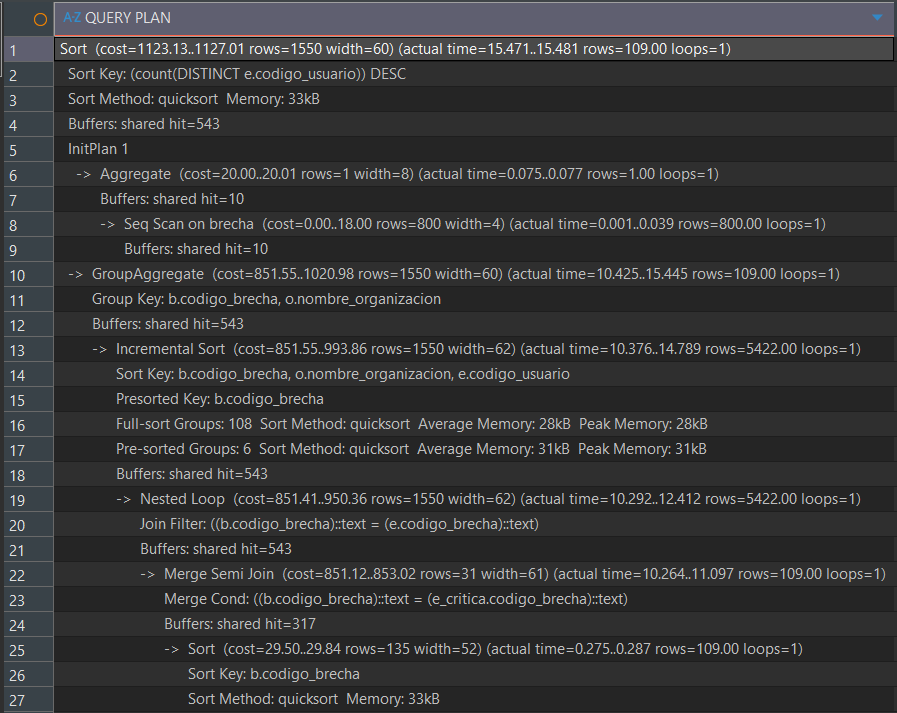 A-Z QUERY PLAN
1 Sort (cost=1123.13..1127.01 rows=1550 width=60) (actual time=15.471..15.481 rows=109.00 loops=1)
2 Sort Key: (count(DISTINCT e.codigo_usuario)) DESC
3 Sort Method: quicksort Memory: 33kB
4 Buffers: shared hit=543
5 InitPlan 1
6 -> Aggregate (cost=20.00..20.01 rows=1 width=8) (actual time=0.075..0.077 rows=1.00 loops=1)
7 Buffers: shared hit=10
8 -> Seq Scan on brecha (cost=0.00..18.00 rows=800 width=4) (actual time=0.001..0.039 rows=800.00 loops=1)
9 Buffers: shared hit=10
10 -> GroupAggregate (cost=851.55..1020.98 rows=1550 width=60) (actual time=10.425..15.445 rows=109.00 loops=1)
11 Group Key: b.codigo_brecha, o.nombre_organizacion
12 Buffers: shared hit=543
13 -> Incremental Sort (cost=851.55..993.86 rows=1550 width=62) (actual time=10.376..14.789 rows=5422.00 loops=1)
14 Sort Key: b.codigo_brecha, o.nombre_organizacion, e.codigo_usuario
15 Presorted Key: b.codigo_brecha
16 Full-sort Groups: 108 Sort Method: quicksort Average Memory: 28kB Peak Memory: 28kB
17 Pre-sorted Groups: 6 Sort Method: quicksort Average Memory: 31kB Peak Memory: 31kB
18 Buffers: shared hit=543
19 -> Nested Loop (cost=851.41..950.36 rows=1550 width=62) (actual time=10.292..12.412 rows=5422.00 loops=1)
20 Join Filter: ((b.codigo_brecha)::text = (e.codigo_brecha)::text)
21 Buffers: shared hit=543
22 -> Merge Semi Join (cost=851.12..853.02 rows=31 width=61) (actual time=10.264..11.097 rows=109.00 loops=1)
23 Merge Cond: ((b.codigo_brecha)::text = (e_critica.codigo_brecha)::text)
24 Buffers: shared hit=317
25 -> Sort (cost=29.50..29.84 rows=135 width=52) (actual time=0.275..0.287 rows=109.00 loops=1)
26 Sort Key: b.codigo_brecha
27 Sort Method: quicksort Memory: 33kB